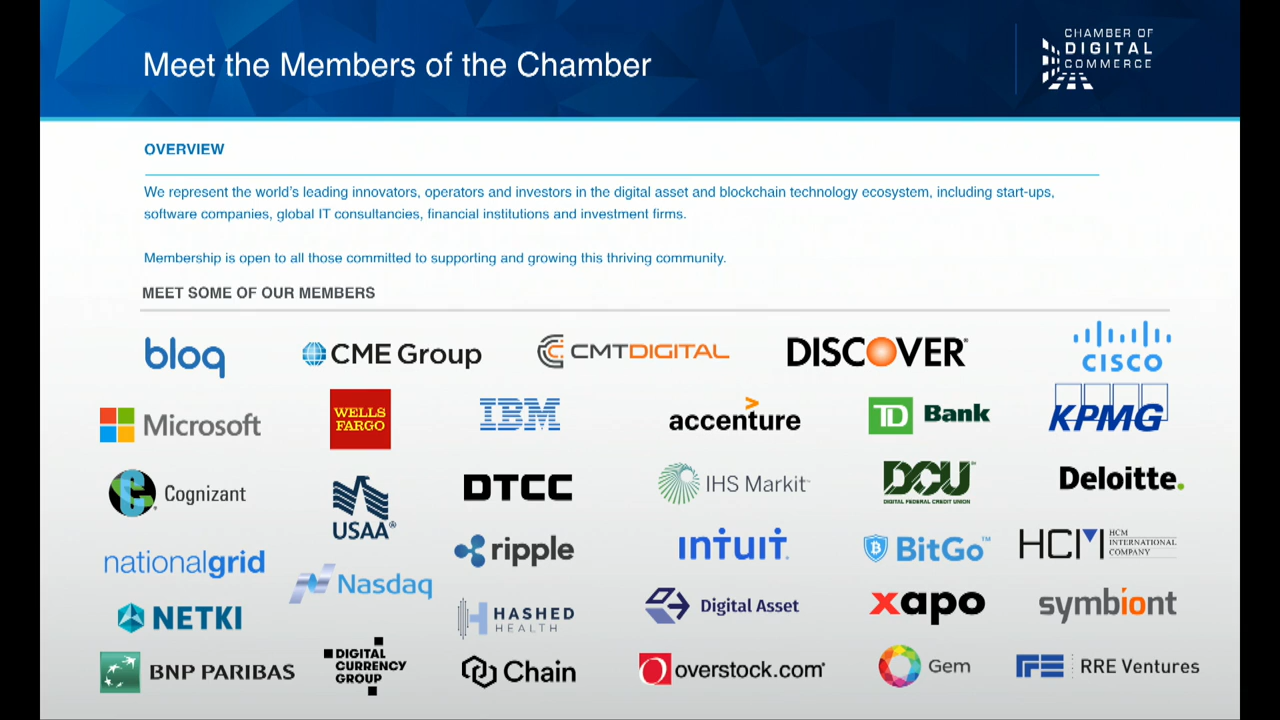 Meet the Members of the Chamber
CHAMBER OF
DIGITAL
COMMERCE
OVERVIEW
We represent the world's leading innovators, operators and investors in the digital asset and blockchain technology ecosystem, including start-ups,
software companies, global IT consultancies, financial institutions and investment firms.
Membership is open to all those committed to supporting and growing this thriving community.
MEET SOME OF OUR MEMBERS
bloq
CME Group
CMTDIGITAL
DISCOVER®
CISCO
Microsoft
WELLS
FARGO
IBM
accenture
TD Bank
KPMG
Cognizant
USAA®
DTCC
IHS Markit™
DCU™
DIGITAL FEDERAL CREDIT UNION
Deloitte.
nationalgrid
Nasdaq
ripple
intuit®
BitGo™
HCM
HCM
INTERNATIONAL
COMPANY
NETKI
HASHED
HEALTH
Digital Asset
xapo
symbiont
BNP PARIBAS
DIGITAL
CURRENCY
GROUP
Chain
overstock.com®
Gem
RRE Ventures